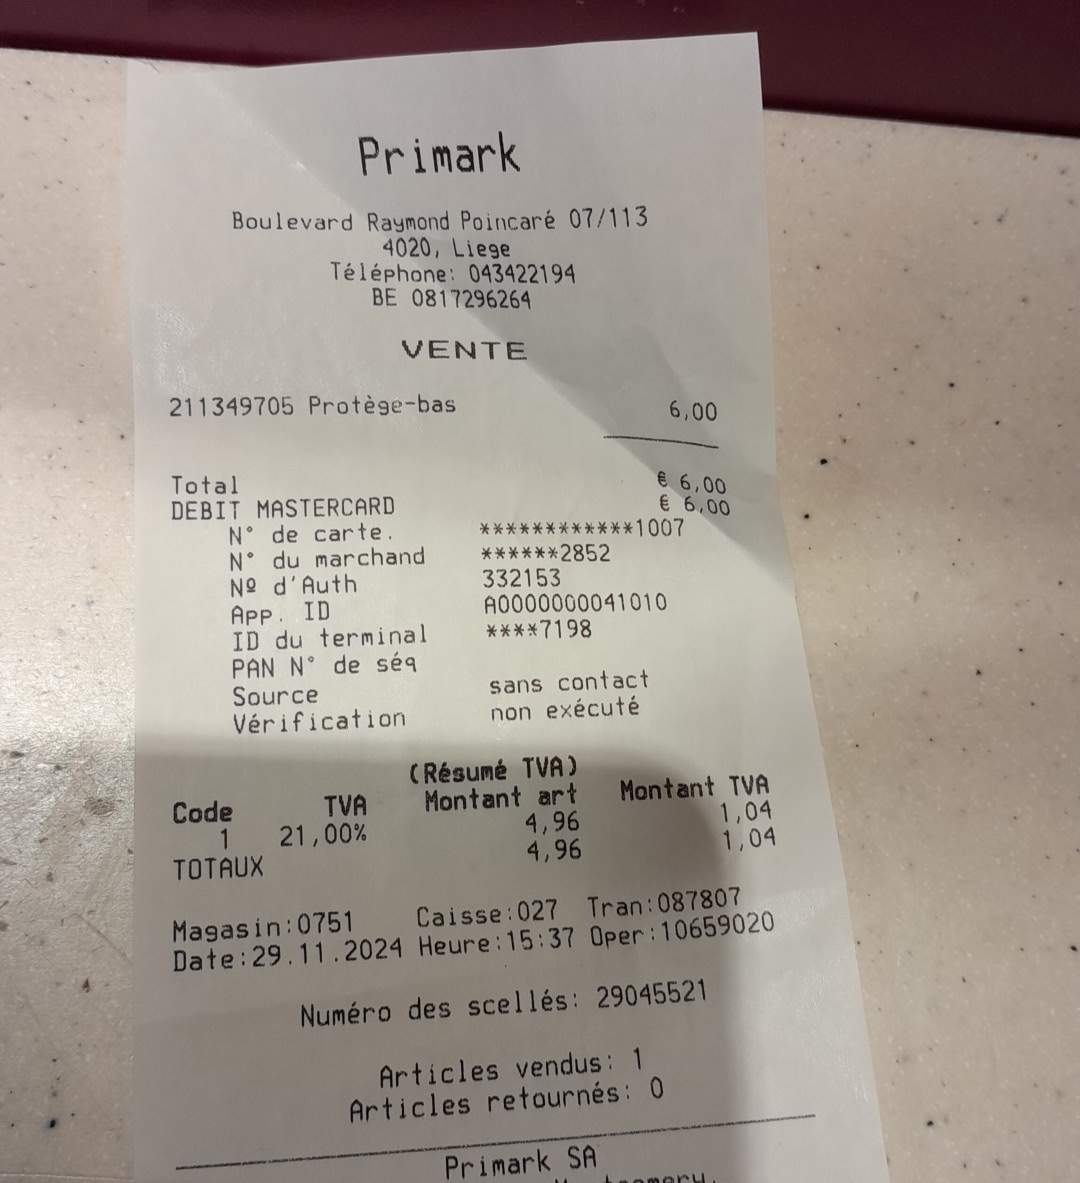 Primark
Boulevard Raymond Poincaré 07/113
4020, Liege
Téléphone: 043422194
BE 0817296264
VENTE
211349705 Protège-bas 6,00
Total € 6,00
DEBIT MASTERCARD € 6,00
N° de carte. ************1007
N° du marchand ******2852
Nº d'Auth 332153
App. ID A0000000041010
ID du terminal ****7198
PAN N° de séq
Source sans contact
Vérification non exécuté
(Résumé TVA)
Code TVA Montant art Montant TVA
1 21,00% 4,96 1,04
TOTAUX 4,96 1,04
Magasin:0751 Caisse:027 Tran:087807
Date:29.11.2024 Heure:15:37 Oper:10659020
Numéro des scellés: 29045521
Articles vendus: 1
Articles retournés: 0
Primark SA